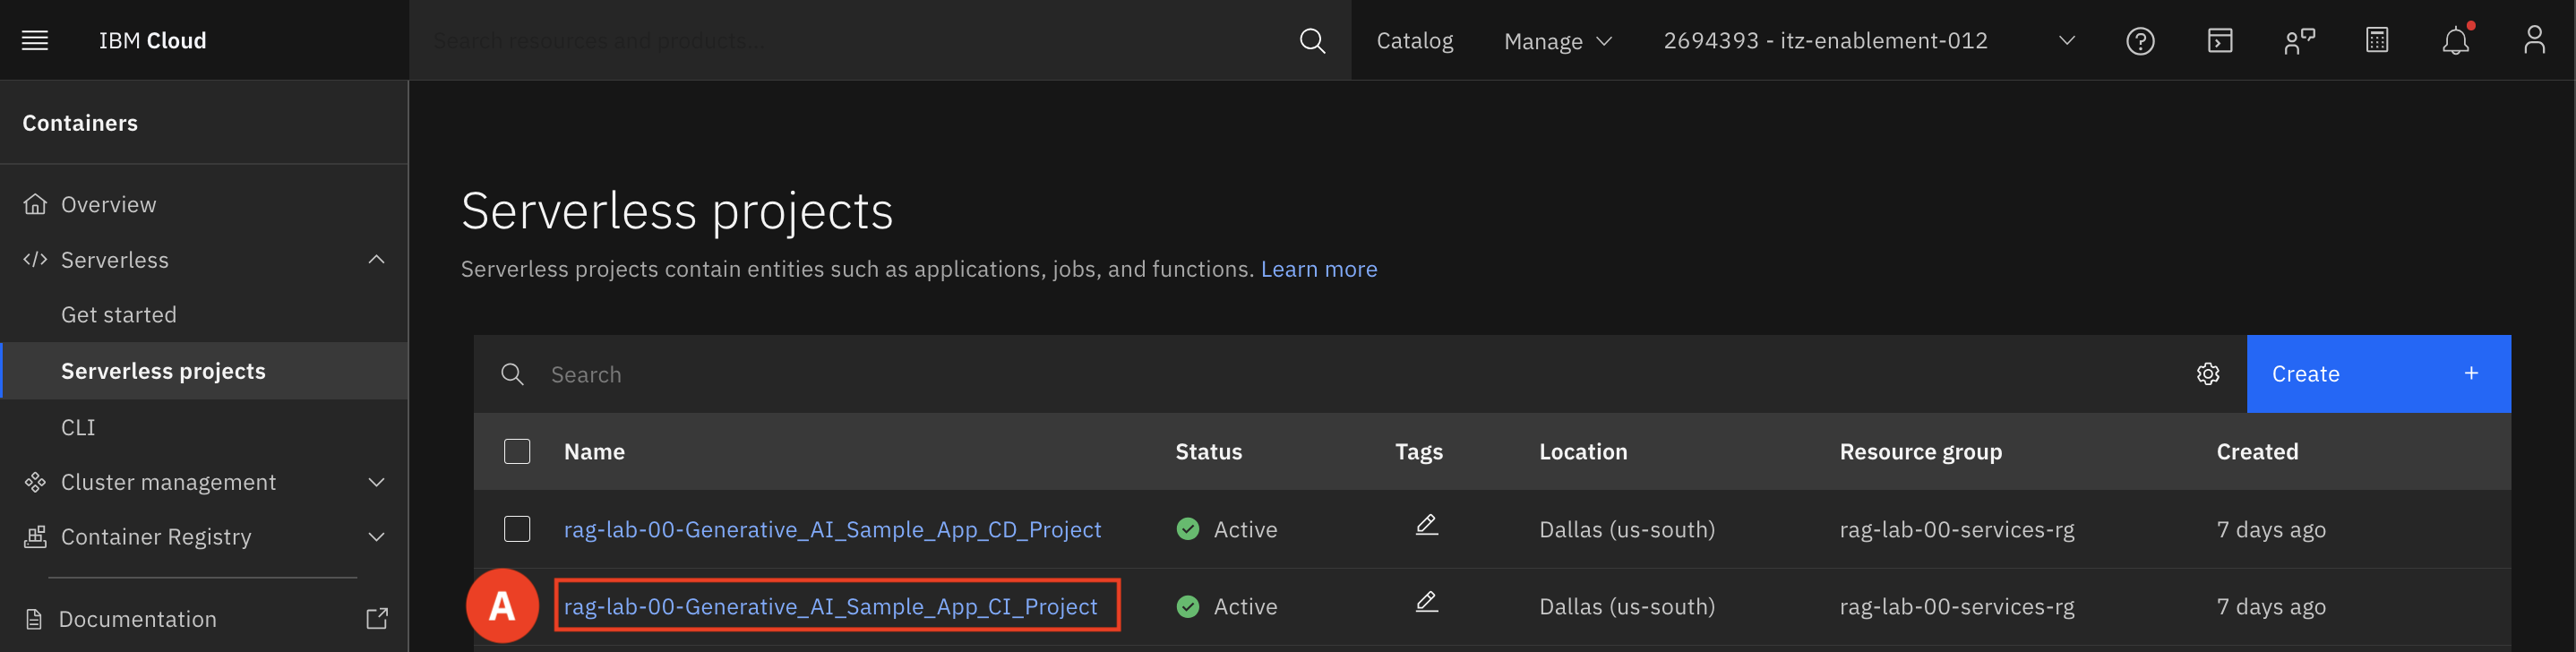 IBM Cloud
Search resources and products...
Catalog
Manage
2694393 - itz-enablement-012
Containers
Overview
Serverless
Get started
Serverless projects
CLI
Cluster management
Container Registry
Documentation
Serverless projects
Serverless projects contain entities such as applications, jobs, and functions. Learn more
Search
Create +
Name Status Tags Location Resource group Created
rag-lab-00-Generative_AI_Sample_App_CD_Project Active Dallas (us-south) rag-lab-00-services-rg 7 days ago
A rag-lab-00-Generative_AI_Sample_App_CI_Project Active Dallas (us-south) rag-lab-00-services-rg 7 days ago